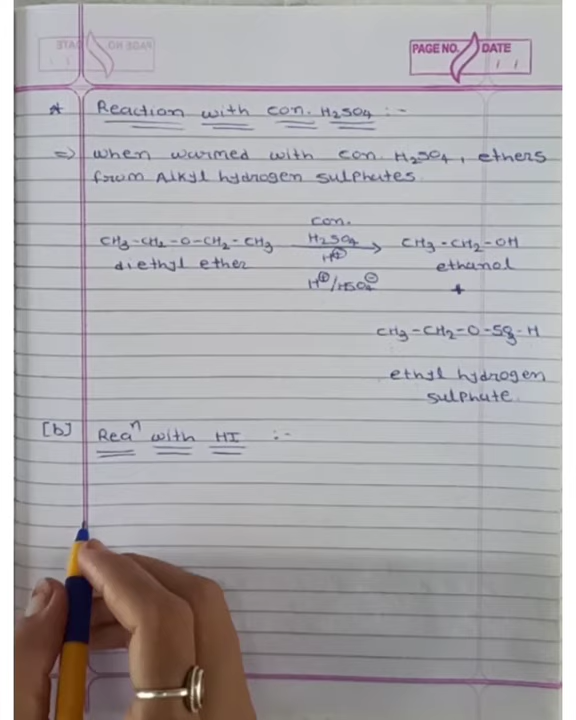 PAGE NO.
DATE
* Reaction with con. H₂SO₄ :-
⇒ when warmed with con. H₂SO₄, ethers
from Alkyl hydrogen sulphates.
con.
CH₃-CH₂-O-CH₂-CH₃ H₂SO₄ → CH₃-CH₂-OH
diethyl ether H⊕ ethanol
H⊕/HSO₄⊖ +
CH₃-CH₂-O-SO₃-H
ethyl hydrogen
sulphate.
[b] Reaⁿ with HI :-